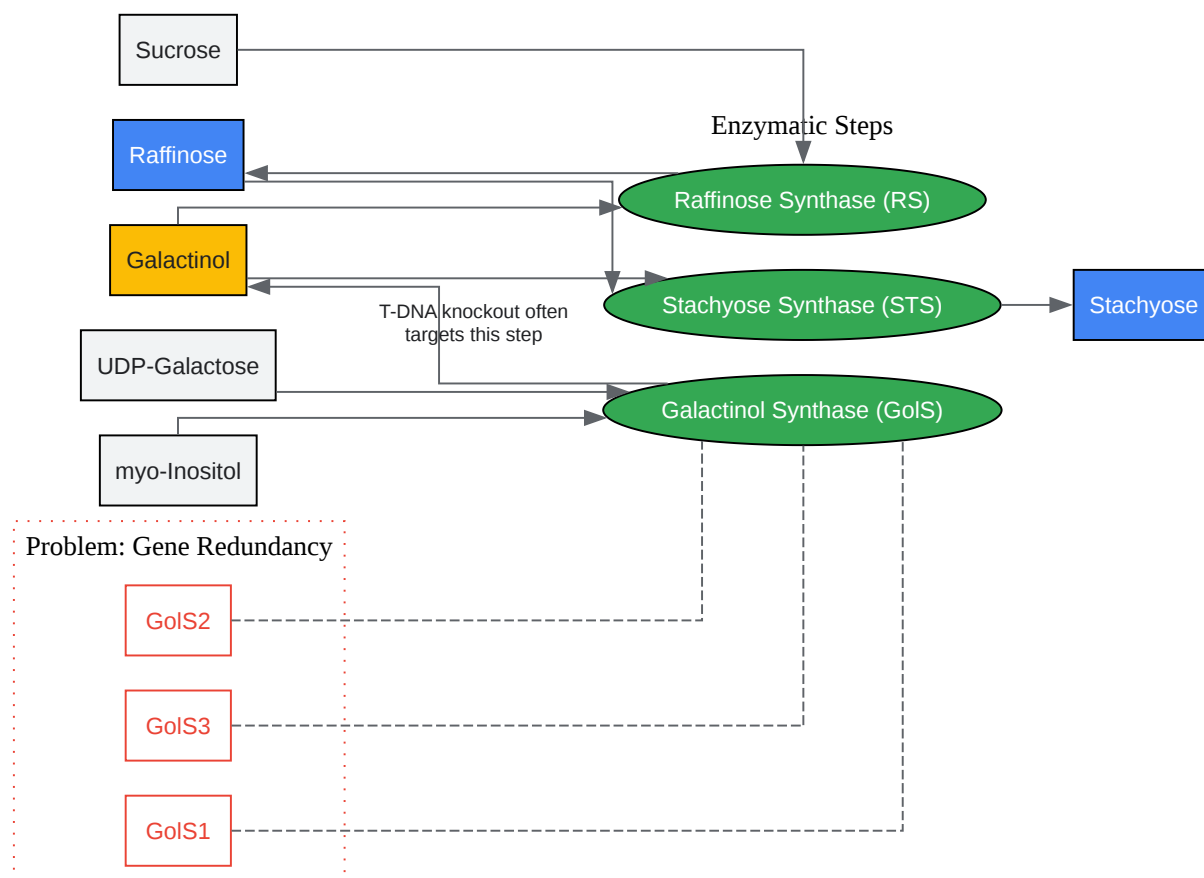 Sucrose
Enzymatic Steps
Raffinose
Raffinose Synthase (RS)
Galactinol
Stachyose Synthase (STS)
Stachyose
T-DNA knockout often
targets this step
UDP-Galactose
Galactinol Synthase (GolS)
myo-Inositol
Problem: Gene Redundancy
GolS2
GolS3
GolS1